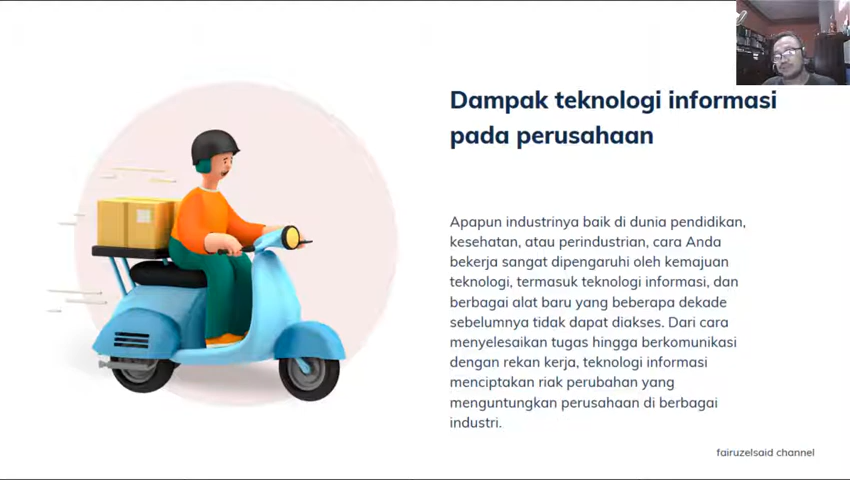 Dampak teknologi informasi
pada perusahaan
Apapun industrinya baik di dunia pendidikan,
kesehatan, atau perindustrian, cara Anda
bekerja sangat dipengaruhi oleh kemajuan
teknologi, termasuk teknologi informasi, dan
berbagai alat baru yang beberapa dekade
sebelumnya tidak dapat diakses. Dari cara
menyelesaikan tugas hingga berkomunikasi
dengan rekan kerja, teknologi informasi
menciptakan riak perubahan yang
menguntungkan perusahaan di berbagai
industri.
fairuzelsaid channel